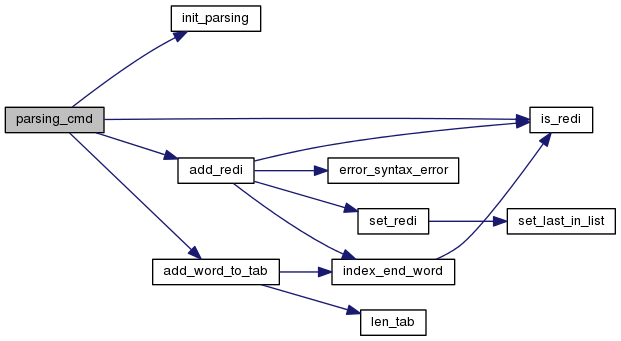 init_parsing
parsing_cmd
is_redi
add_redi
error_syntax_error
set_redi
set_last_in_list
add_word_to_tab
index_end_word
len_tab